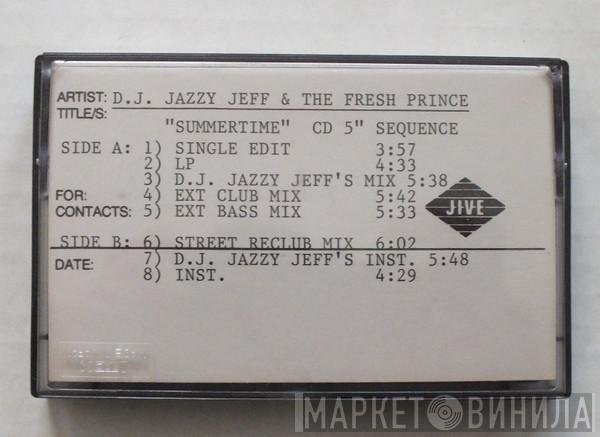 ARTIST: D.J. JAZZY JEFF & THE FRESH PRINCE
TITLE/S:
"SUMMERTIME" CD 5" SEQUENCE
SIDE A: 1) SINGLE EDIT 3:57
2) LP 4:33
3) D.J. JAZZY JEFF'S MIX 5:38
FOR: 4) EXT CLUB MIX 5:42
CONTACTS: 5) EXT BASS MIX 5:33
JIVE
SIDE B: 6) STREET RECLUB MIX 6:02
DATE: 7) D.J. JAZZY JEFF'S INST. 5:48
8) INST. 4:29
МАРКЕТ ВИНИЛА